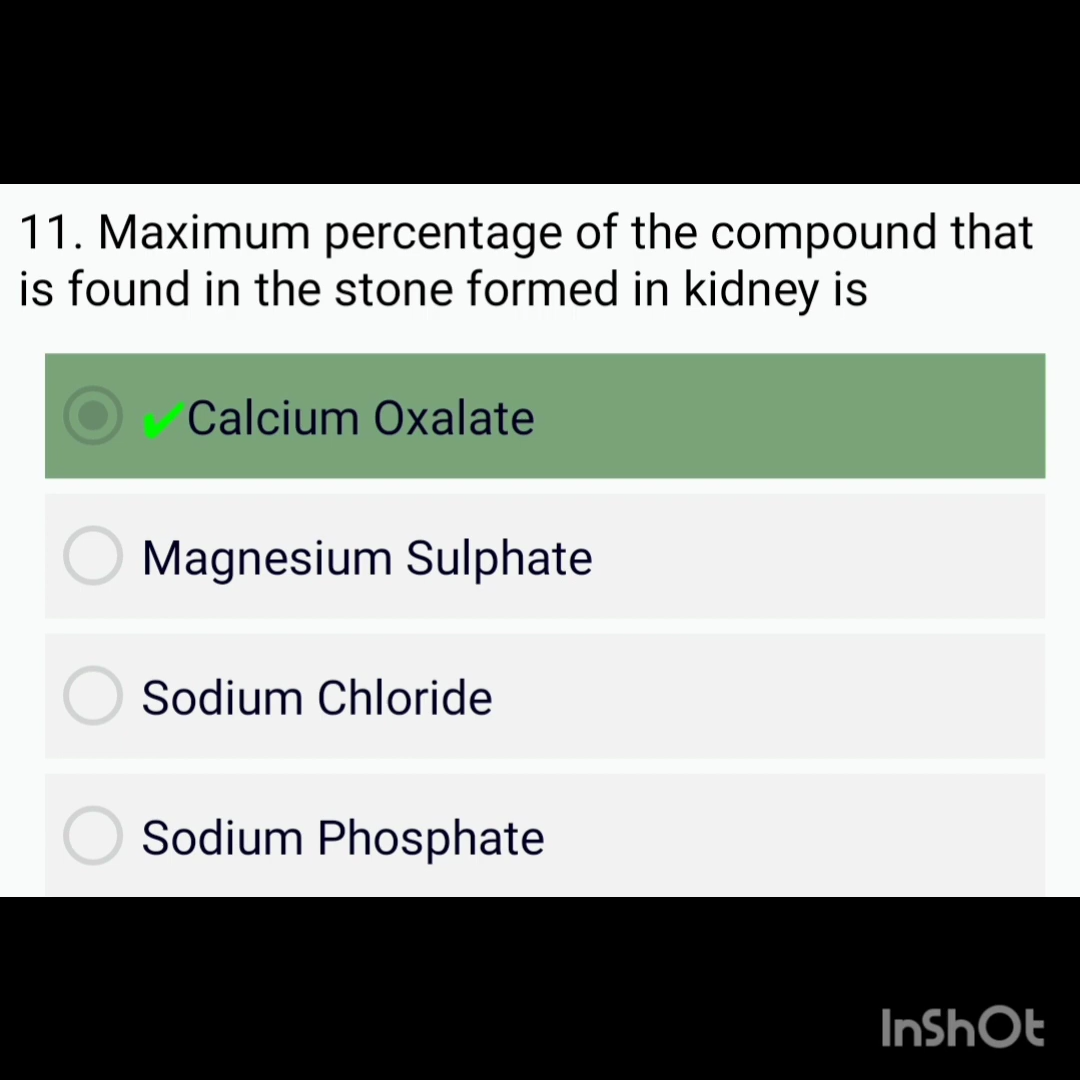 11. Maximum percentage of the compound that
is found in the stone formed in kidney is
✔Calcium Oxalate
Magnesium Sulphate
Sodium Chloride
Sodium Phosphate
InShOt